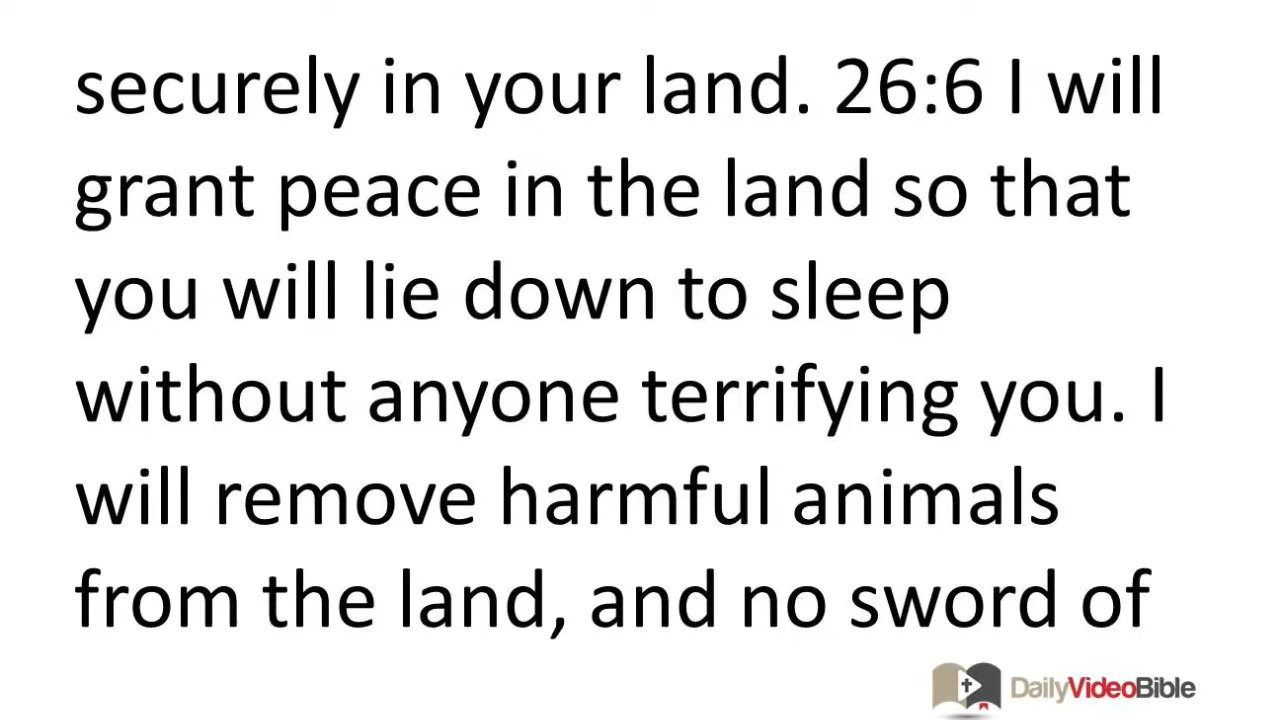 securely in your land. 26:6 I will
grant peace in the land so that
you will lie down to sleep
without anyone terrifying you. I
will remove harmful animals
from the land, and no sword of
DailyVideoBible